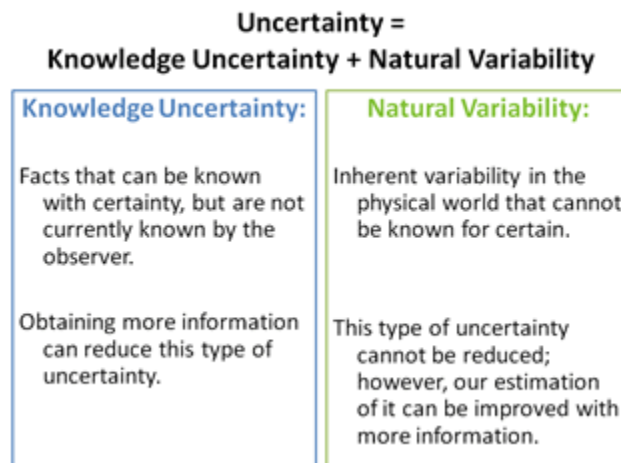 Uncertainty =
Knowledge Uncertainty + Natural Variability
Knowledge Uncertainty:
Facts that can be known
with certainty, but are not
currently known by the
observer.
Obtaining more information
can reduce this type of
uncertainty.
Natural Variability:
Inherent variability in the
physical world that cannot
be known for certain.
This type of uncertainty
cannot be reduced;
however, our estimation
of it can be improved with
more information.